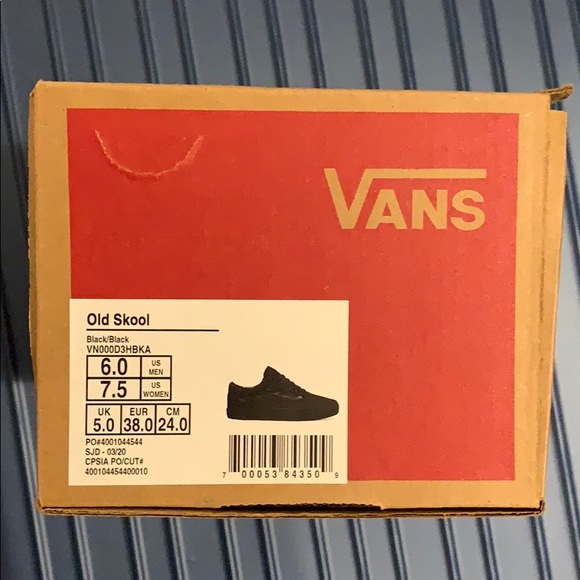 VANS
Old Skool
Black/Black
VN000D3HBKA
6.0 US MEN
7.5 US WOMEN
UK EUR CM
5.0 38.0 24.0
PO#4001044544
SJD - 03/20
CPSIA PO/CUT#
400104454400010
7 00053 84350 9